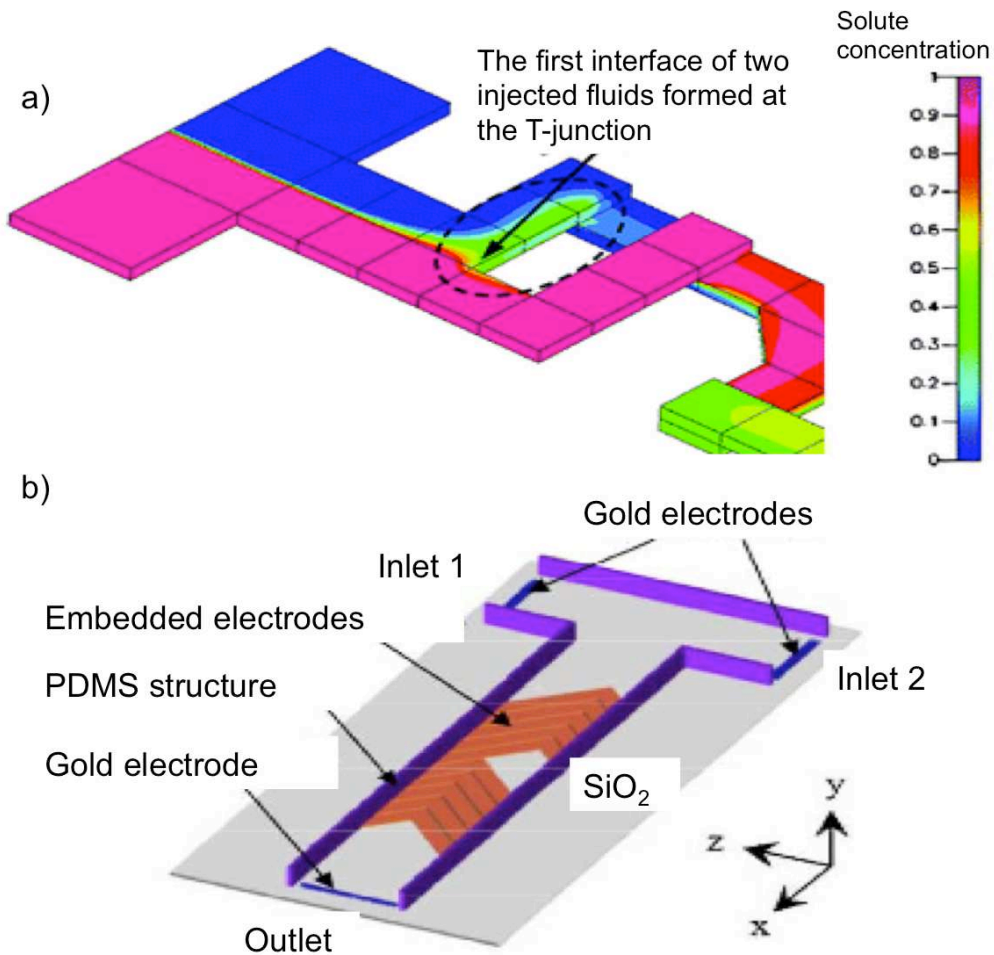 Solute
concentration
The first interface of two
injected fluids formed at
the T-junction
a)
1
0.9
0.8
0.7
0.6
0.5
0.4
0.3
0.2
0.1
0
b)
Gold electrodes
Inlet 1
Embedded electrodes
PDMS structure
Inlet 2
Gold electrode
SiO₂
y
z
x
Outlet